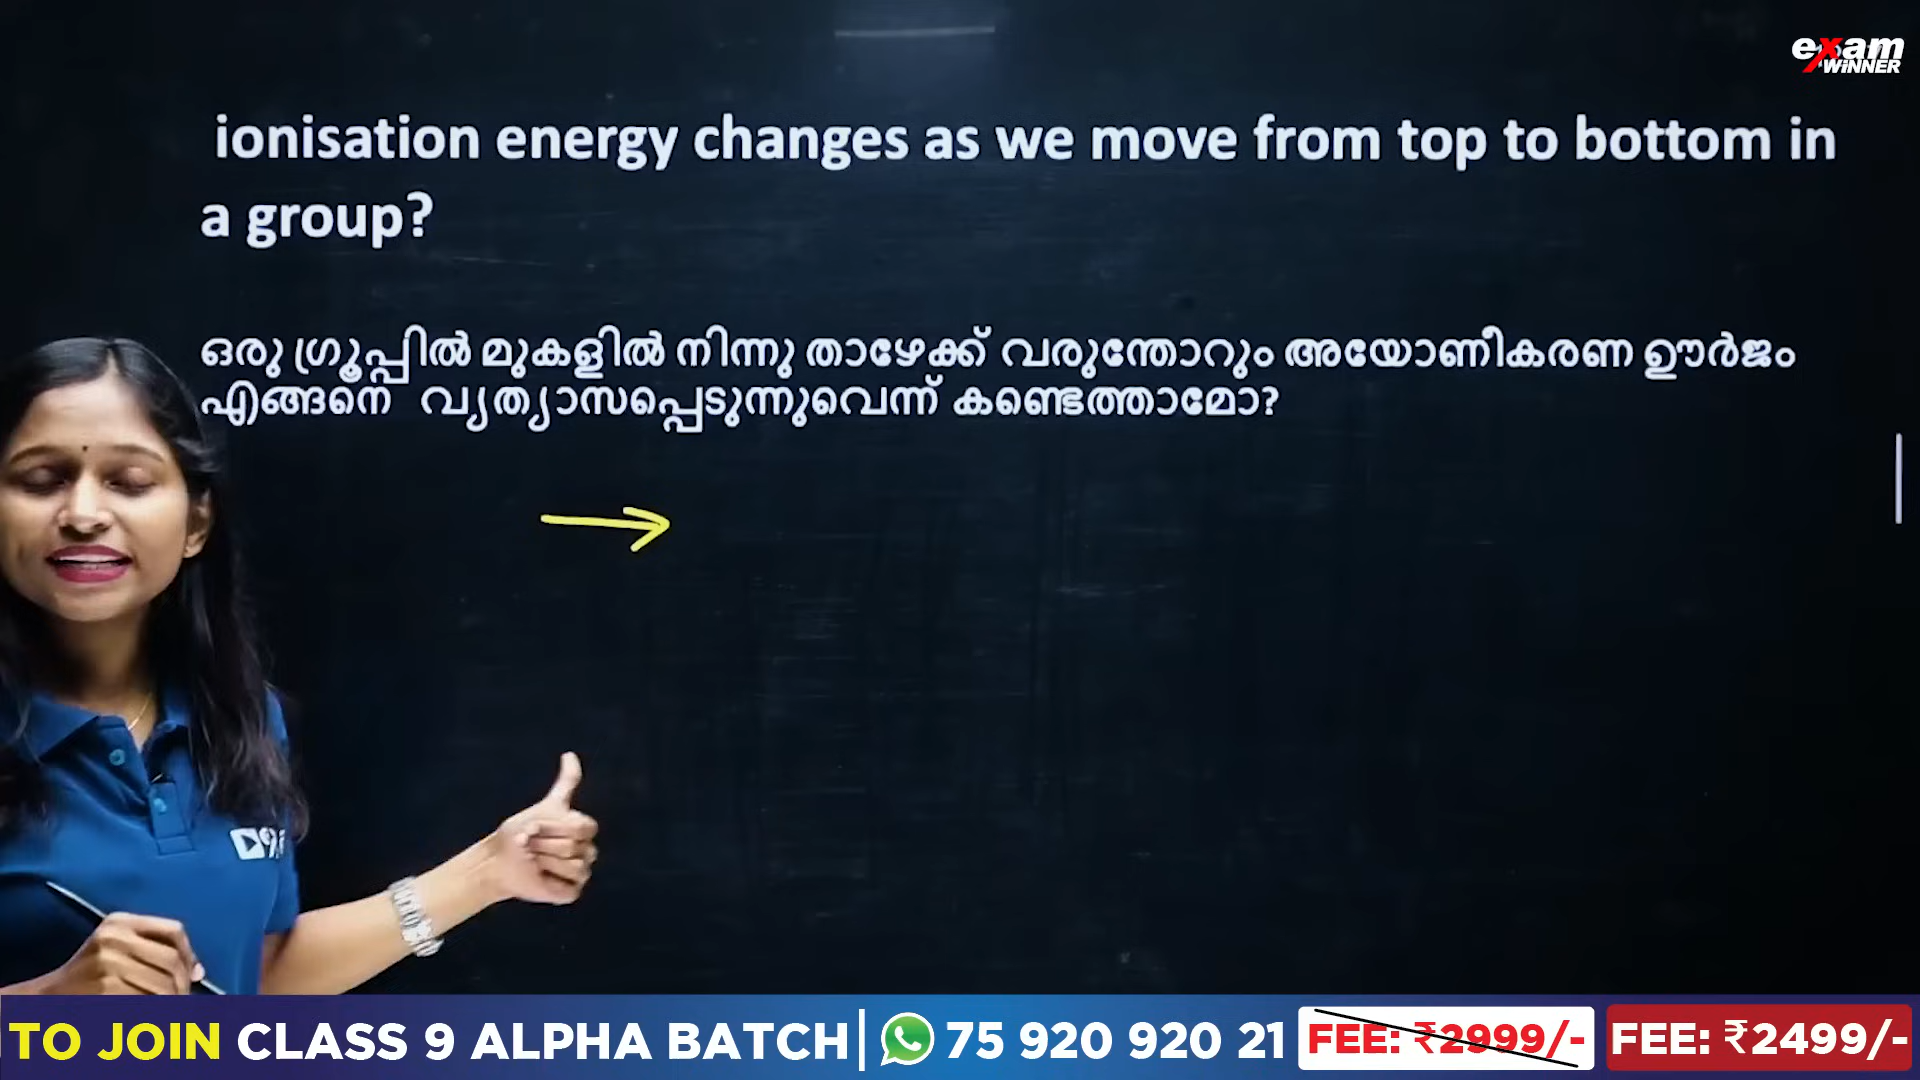 exam
WiNNER
ionisation energy changes as we move from top to bottom in
a group?
ഒരു ഗ്രൂപ്പിൽ മുകളിൽ നിന്നു താഴേക്ക് വരുന്തോറും അയോണീകരണ ഊർജം
എങ്ങനെ വ്യത്യാസപ്പെടുന്നുവെന്ന് കണ്ടെത്താമോ?
TO JOIN CLASS 9 ALPHA BATCH | 75 920 920 21 FEE: ₹2999/- FEE: ₹2499/-